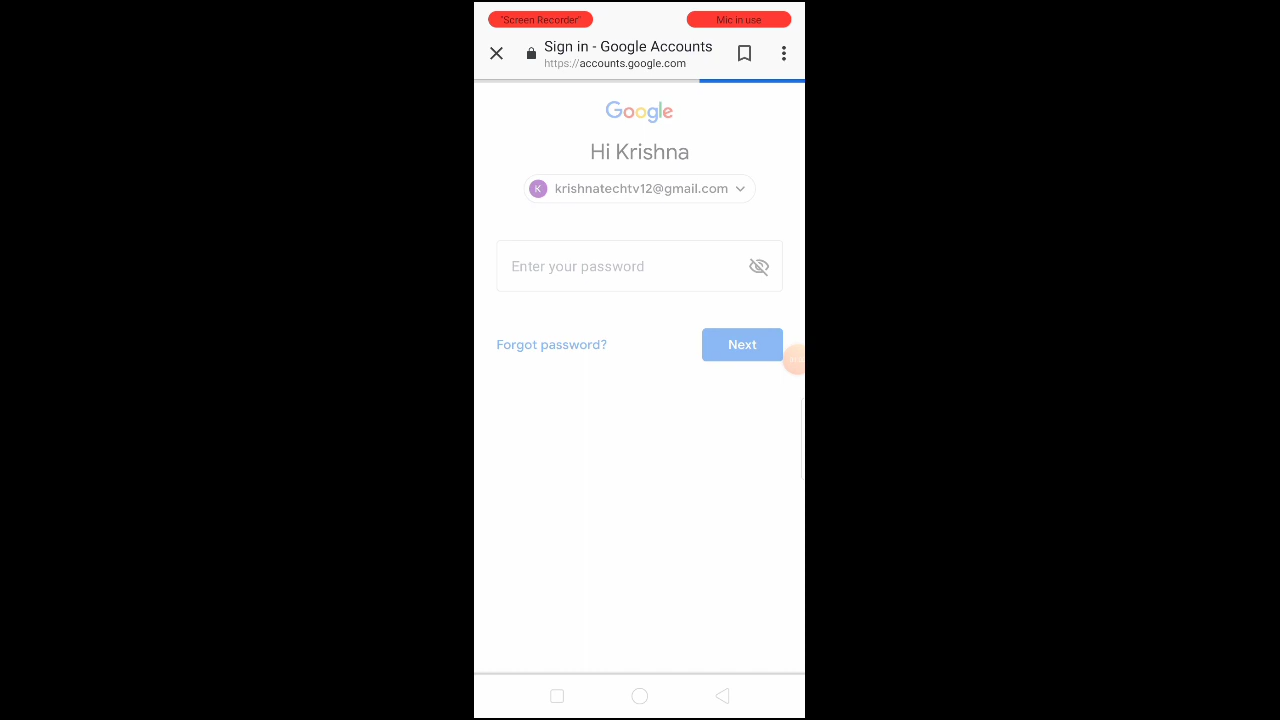 "Screen Recorder"
Mic in use
Sign in - Google Accounts
https://accounts.google.com
Google
Hi Krishna
K krishnatechtv12@gmail.com
Enter your password
Forgot password?
Next